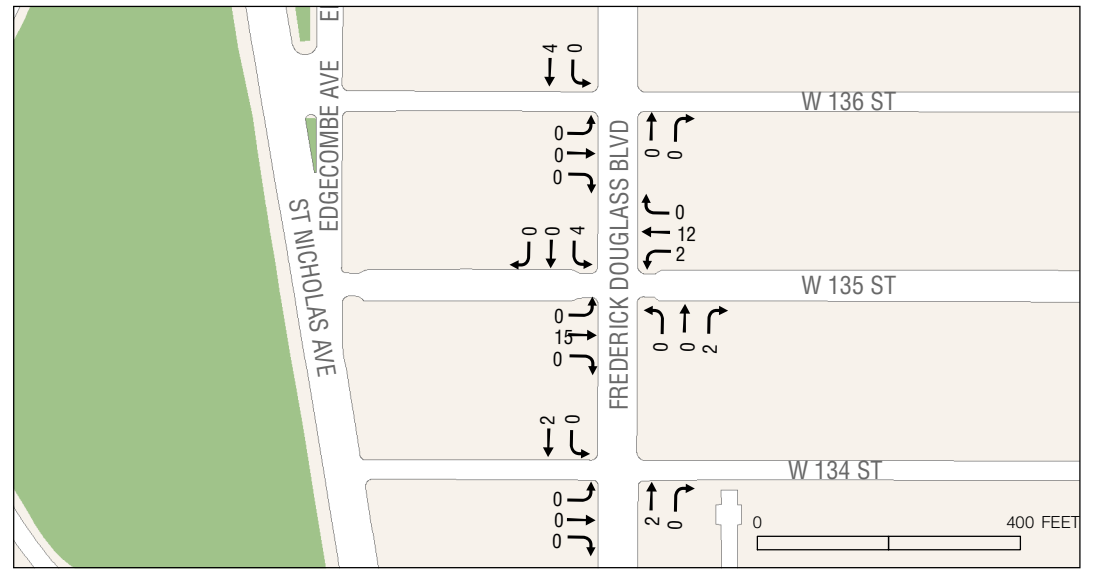 E
4 0
W 136 ST
EDGECOMBE AVE
0
0
0
0 0
FREDERICK DOUGLASS BLVD
ST NICHOLAS AVE
0 0 4
0
12
2
W 135 ST
0
15
0
0 0 2
2 0
W 134 ST
0
0
0
2 0
0 400 FEET